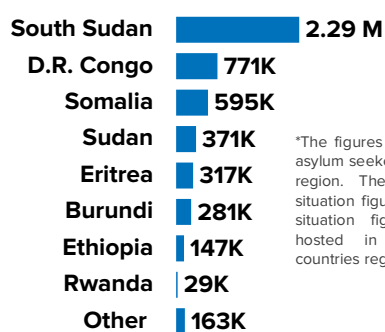 South Sudan 2.29 M
D.R. Congo 771K
Somalia 595K
Sudan 371K
Eritrea 317K
Burundi 281K
Ethiopia 147K
Rwanda 29K
Other 163K
*The figures
asylum seek
region. The
situation figu
situation fig
hosted in
countries reg